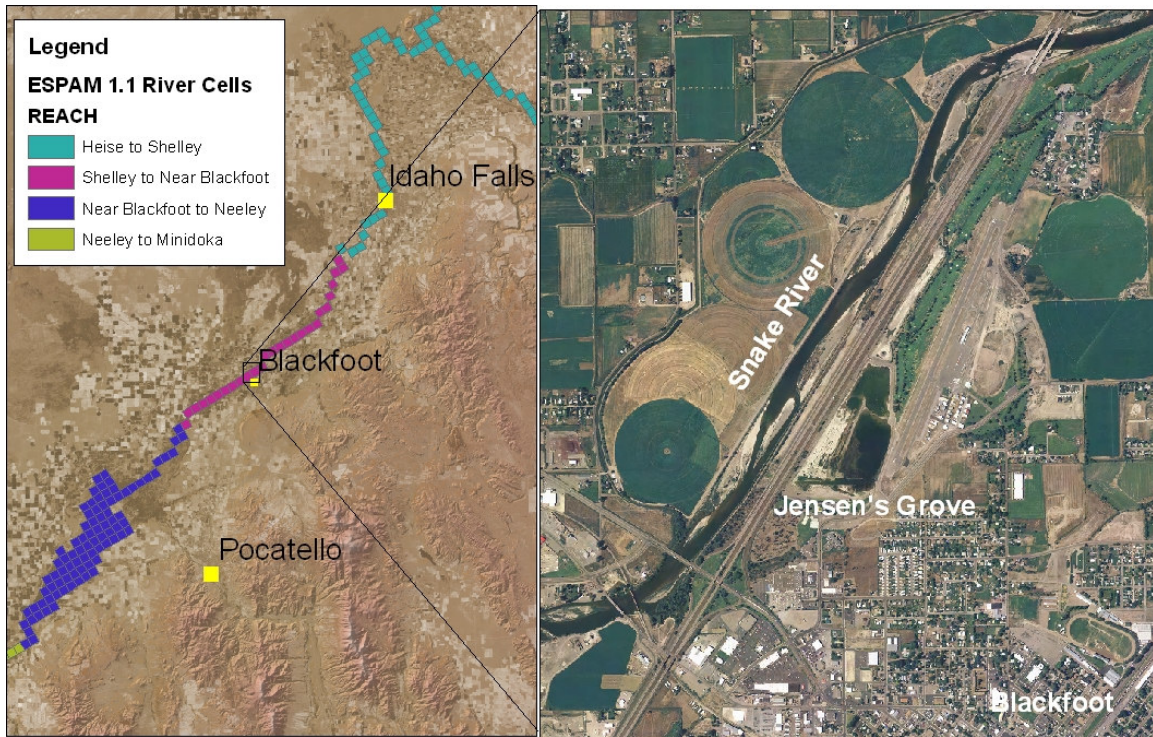 Legend
ESPAM 1.1 River Cells
REACH
Heise to Shelley
Shelley to Near Blackfoot
Near Blackfoot to Neeley
Neeley to Minidoka
Idaho Falls
Blackfoot
Pocatello
Snake River
Jensen's Grove
Blackfoot